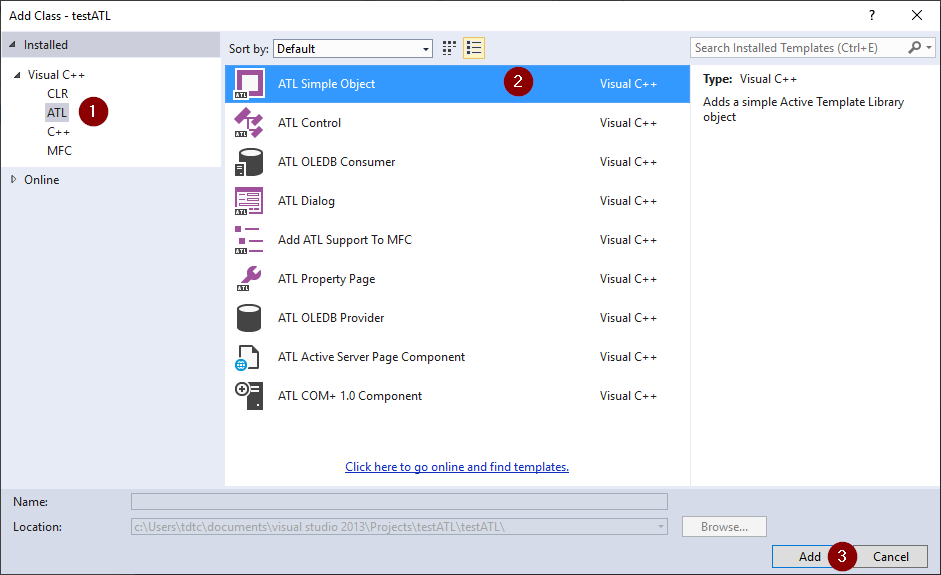 Add Class - testATL
?
Installed
Visual C++
CLR
ATL
1
C++
MFC
Online
Sort by: Default
ATL Simple Object 2 Visual C++
ATL Control Visual C++
ATL OLEDB Consumer Visual C++
ATL Dialog Visual C++
Add ATL Support To MFC Visual C++
ATL Property Page Visual C++
ATL OLEDB Provider Visual C++
ATL Active Server Page Component Visual C++
ATL COM+ 1.0 Component Visual C++
Click here to go online and find templates.
Search Installed Templates (Ctrl+E)
Type: Visual C++
Adds a simple Active Template Library
object
Name:
Location: c:\Users\tdtc\documents\visual studio 2013\Projects\testATL\testATL\ Browse...
Add 3 Cancel